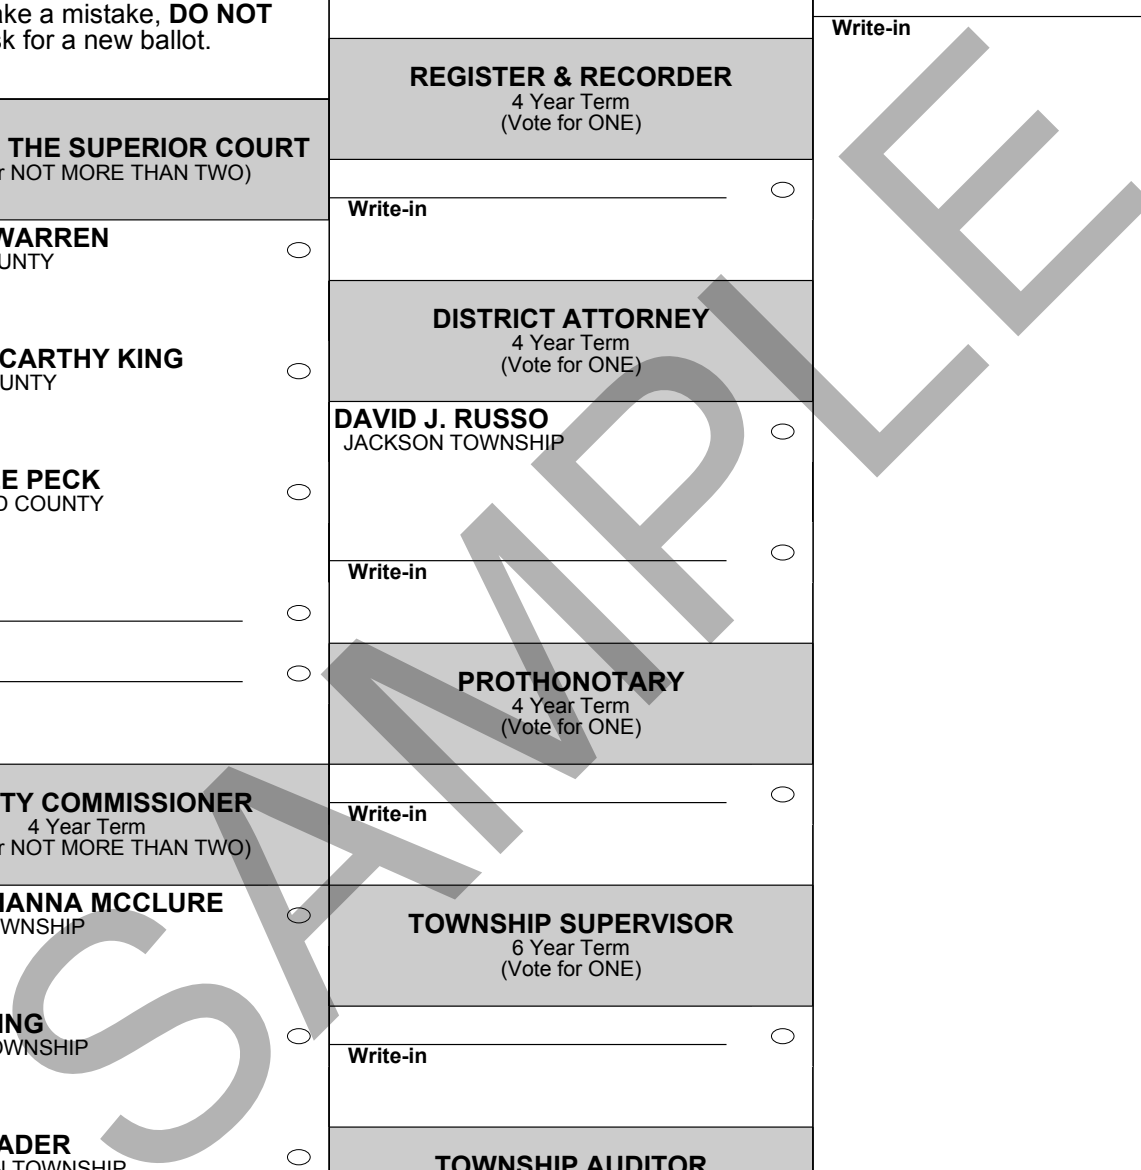 ake a mistake, DO NOT
sk for a new ballot.
THE SUPERIOR COURT
r NOT MORE THAN TWO)
WARREN
UNTY
CARTHY KING
UNTY
E PECK
COUNTY
TY COMMISSIONER
4 Year Term
r NOT MORE THAN TWO)
IANNA MCCLURE
WNSHIP
NG
OWNSHIP
ADER
TOWNSHIP
REGISTER & RECORDER
4 Year Term
(Vote for ONE)
Write-in
DISTRICT ATTORNEY
4 Year Term
(Vote for ONE)
DAVID J. RUSSO
JACKSON TOWNSHIP
Write-in
PROTHONOTARY
4 Year Term
(Vote for ONE)
Write-in
TOWNSHIP SUPERVISOR
6 Year Term
(Vote for ONE)
Write-in
TOWNSHIP AUDITOR
Write-in
SAMPLE